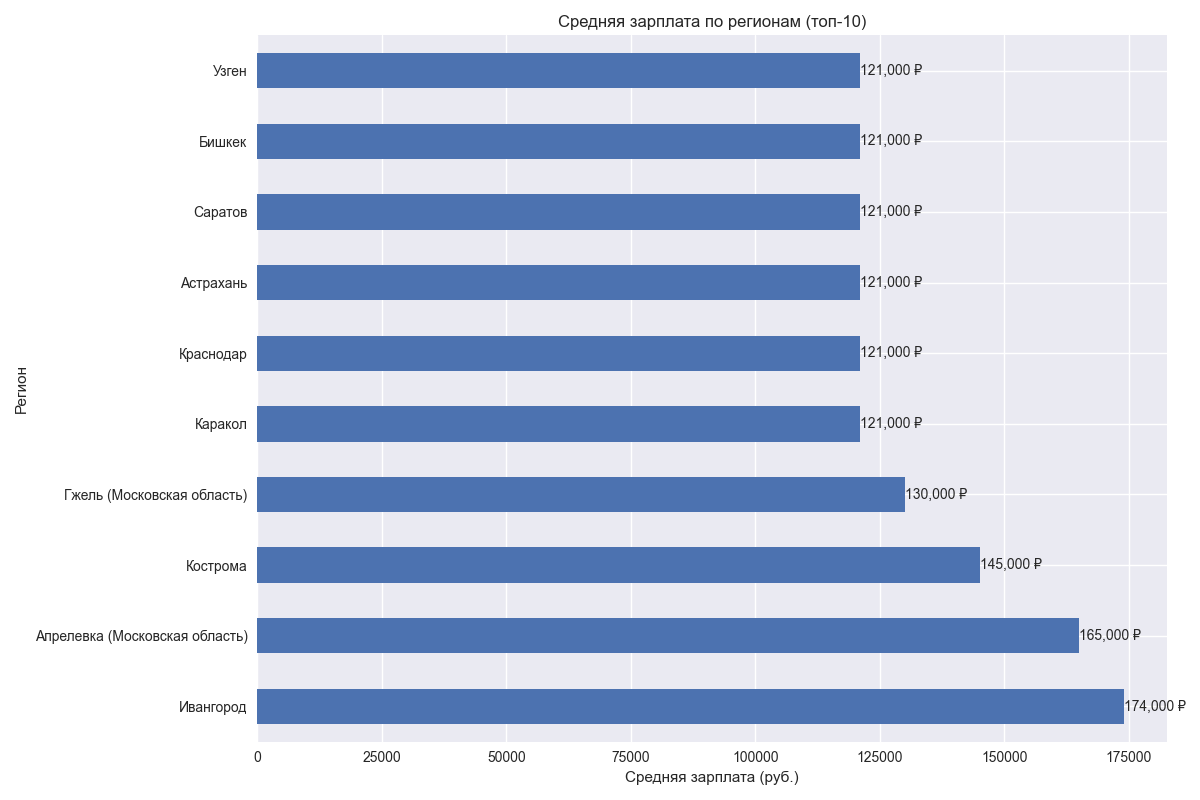 Средняя зарплата по регионам (топ-10)
Узген
121,000 ₽
Бишкек
121,000 ₽
Саратов
121,000 ₽
Астрахань
121,000 ₽
Краснодар
121,000 ₽
Каракол
121,000 ₽
Гжель (Московская область)
130,000 ₽
Кострома
145,000 ₽
Апрелевка (Московская область)
165,000 ₽
Ивангород
174,000 ₽
Регион
0
25000
50000
75000
100000
125000
150000
175000
Средняя зарплата (руб.)